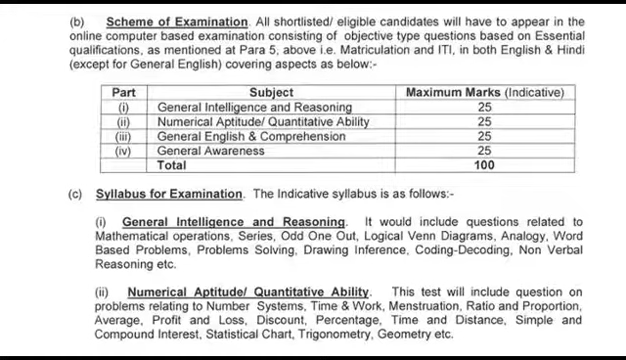 (b) Scheme of Examination. All shortlisted/ eligible candidates will have to appear in the
online computer based examination consisting of objective type questions based on Essential
qualifications, as mentioned at Para 5, above i.e. Matriculation and ITI, in both English & Hindi
(except for General English) covering aspects as below:-
Part Subject Maximum Marks (Indicative)
(i) General Intelligence and Reasoning 25
(ii) Numerical Aptitude/ Quantitative Ability 25
(iii) General English & Comprehension 25
(iv) General Awareness 25
Total 100
(c) Syllabus for Examination. The Indicative syllabus is as follows:-
(i) General Intelligence and Reasoning. It would include questions related to
Mathematical operations, Series, Odd One Out, Logical Venn Diagrams, Analogy, Word
Based Problems, Problems Solving, Drawing Inference, Coding-Decoding, Non Verbal
Reasoning etc.
(ii) Numerical Aptitude/ Quantitative Ability. This test will include question on
problems relating to Number Systems, Time & Work, Menstruation, Ratio and Proportion,
Average, Profit and Loss, Discount, Percentage, Time and Distance, Simple and
Compound Interest, Statistical Chart, Trigonometry, Geometry etc.